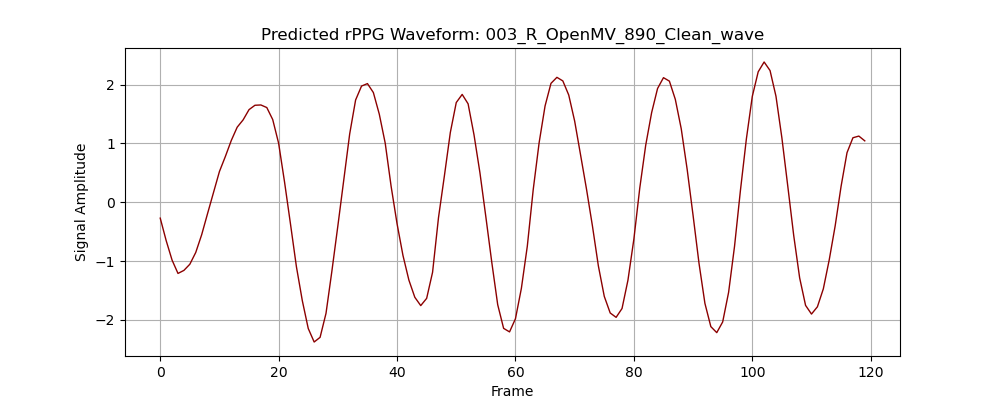 Predicted rPPG Waveform: 003_R_OpenMV_890_Clean_wave
Signal Amplitude
2
1
0
−1
−2
0 20 40 60 80 100 120
Frame